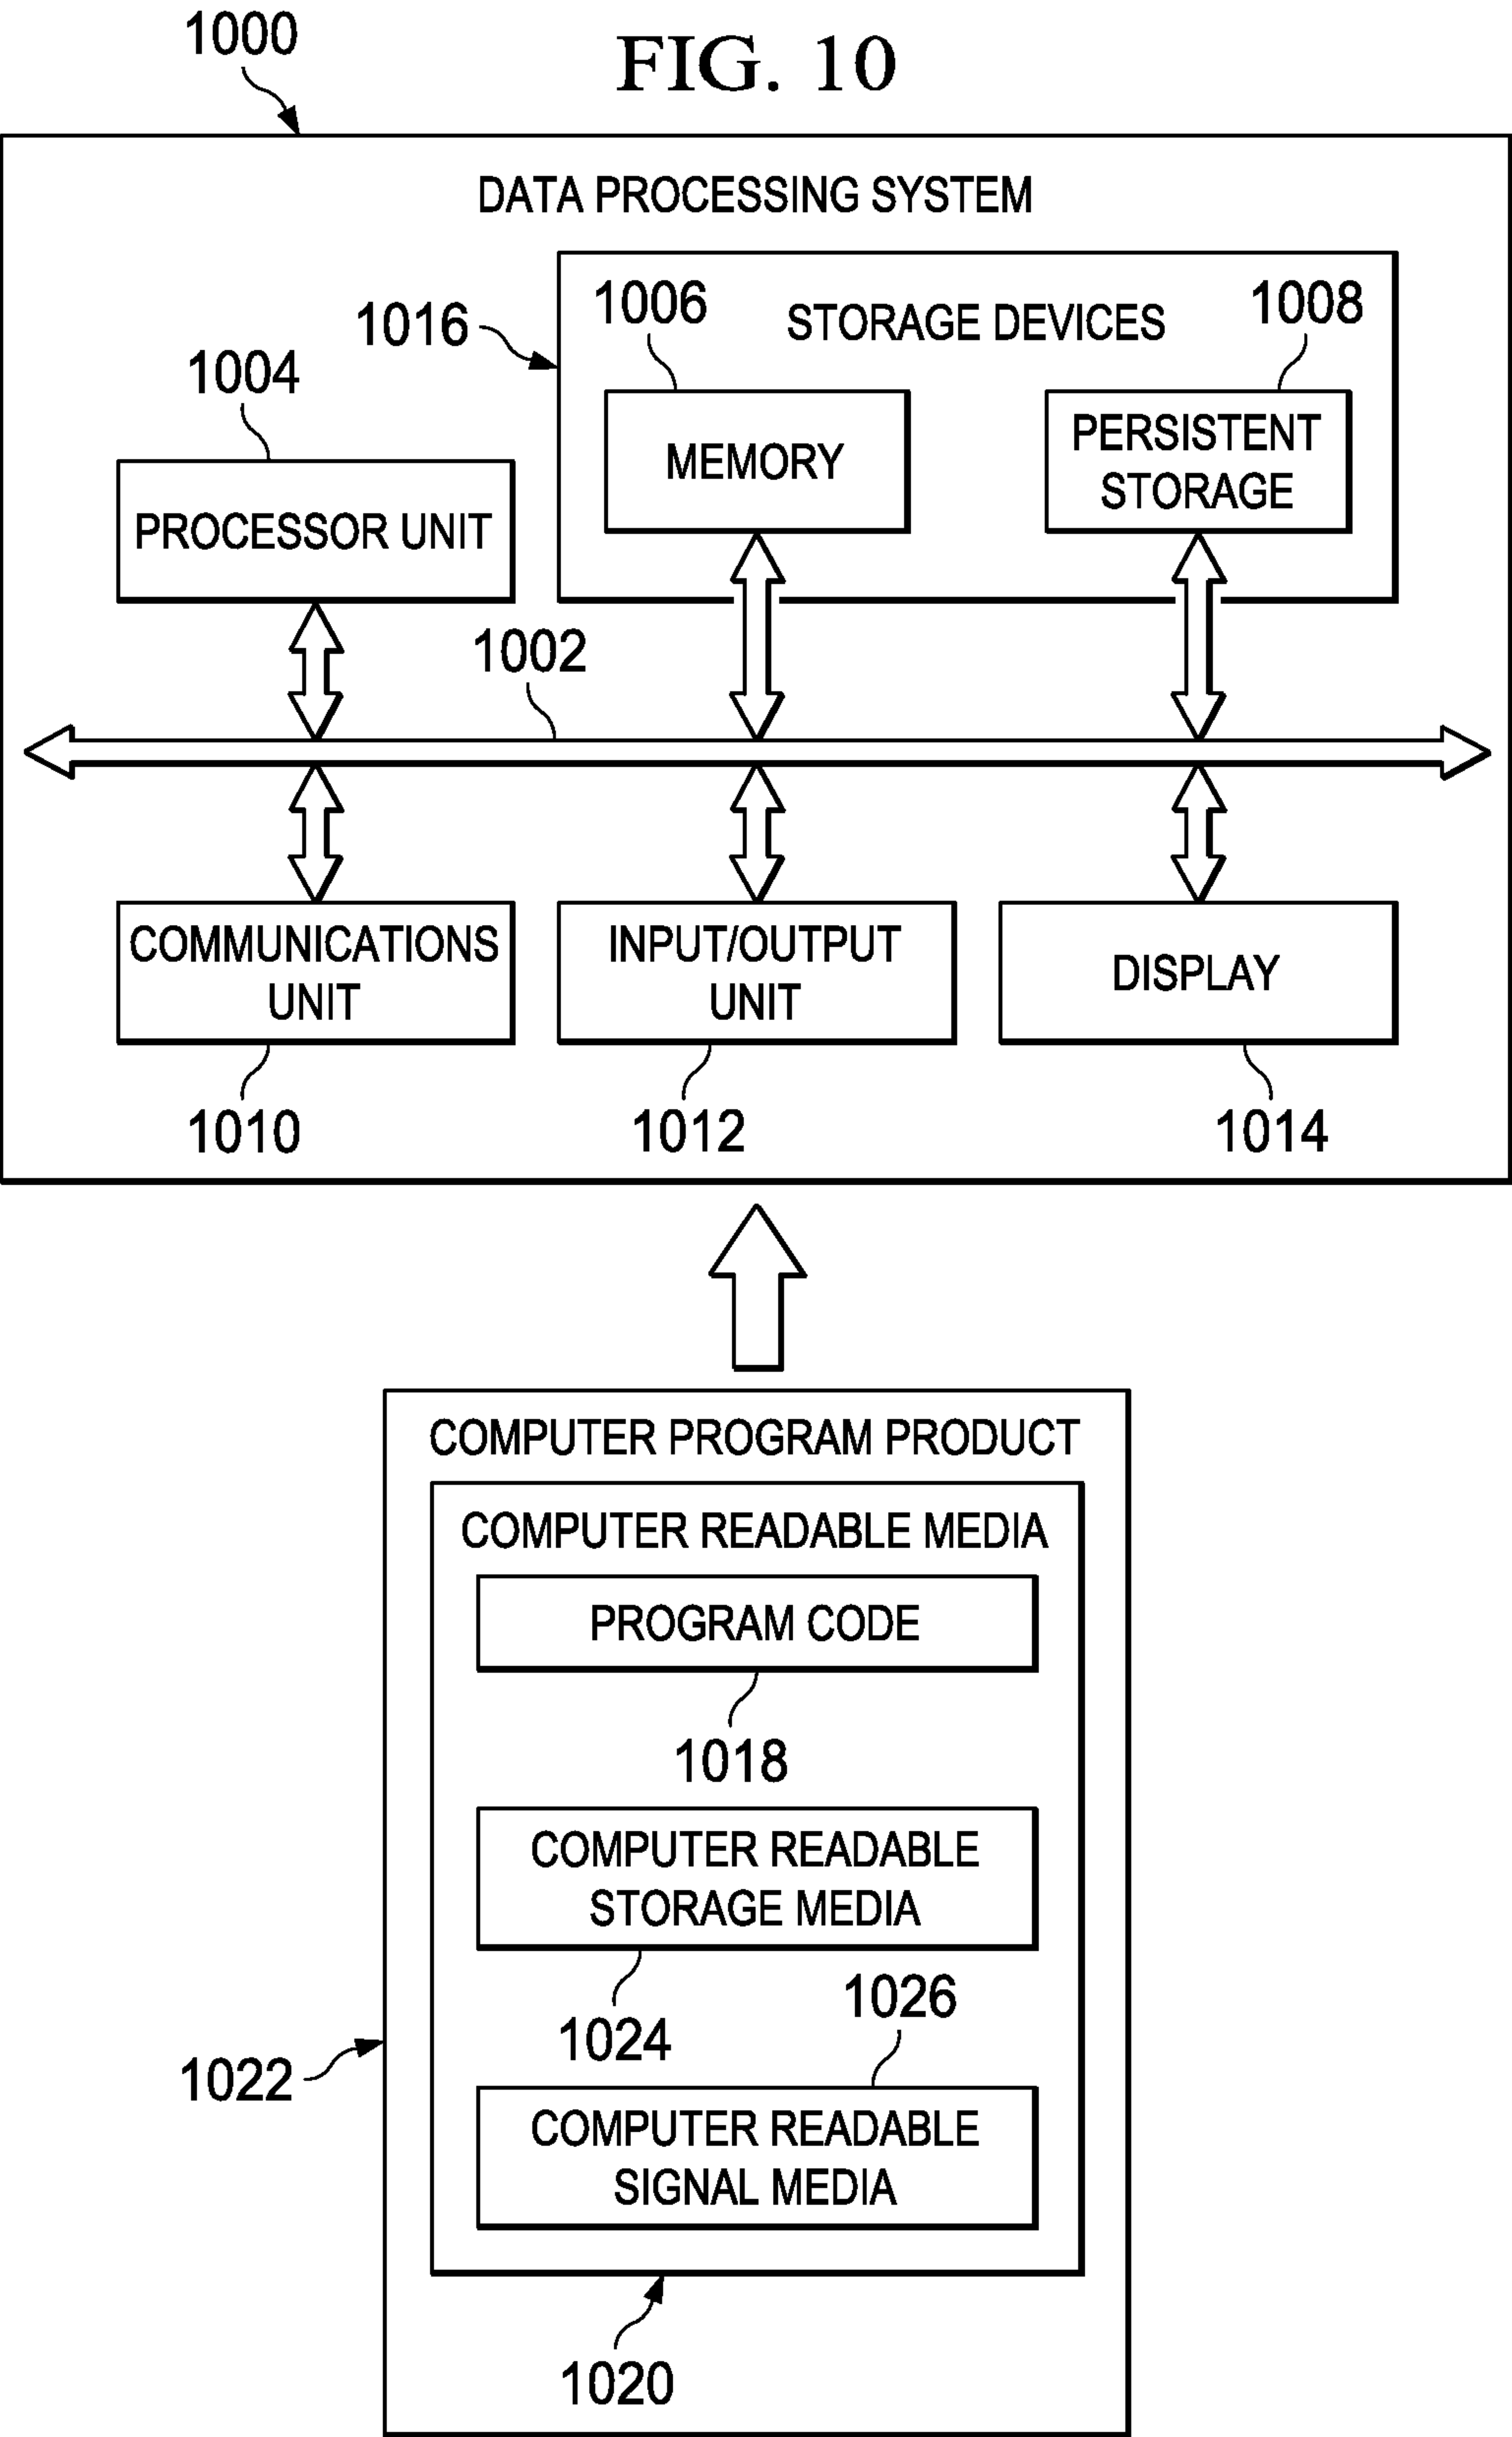 1000
FIG. 10
DATA PROCESSING SYSTEM
1016
1006
STORAGE DEVICES
1008
1004
MEMORY
PERSISTENT
STORAGE
PROCESSOR UNIT
1002
COMMUNICATIONS
UNIT
INPUT/OUTPUT
UNIT
DISPLAY
1010
1012
1014
COMPUTER PROGRAM PRODUCT
COMPUTER READABLE MEDIA
PROGRAM CODE
1018
COMPUTER READABLE
STORAGE MEDIA
1024
1026
1022
COMPUTER READABLE
SIGNAL MEDIA
1020